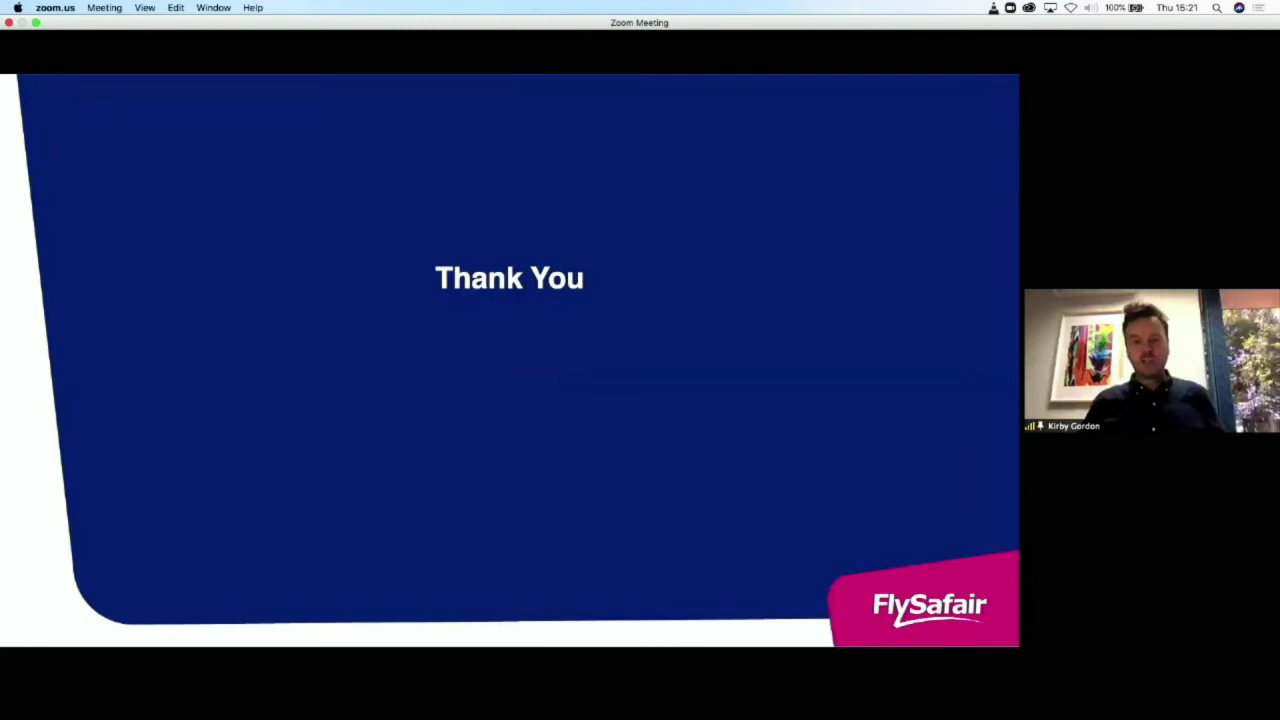 zoom.us Meeting View Edit Window Help 100% Thu 15:21
Zoom Meeting
Thank You
Kirby Gordon
FlySafair